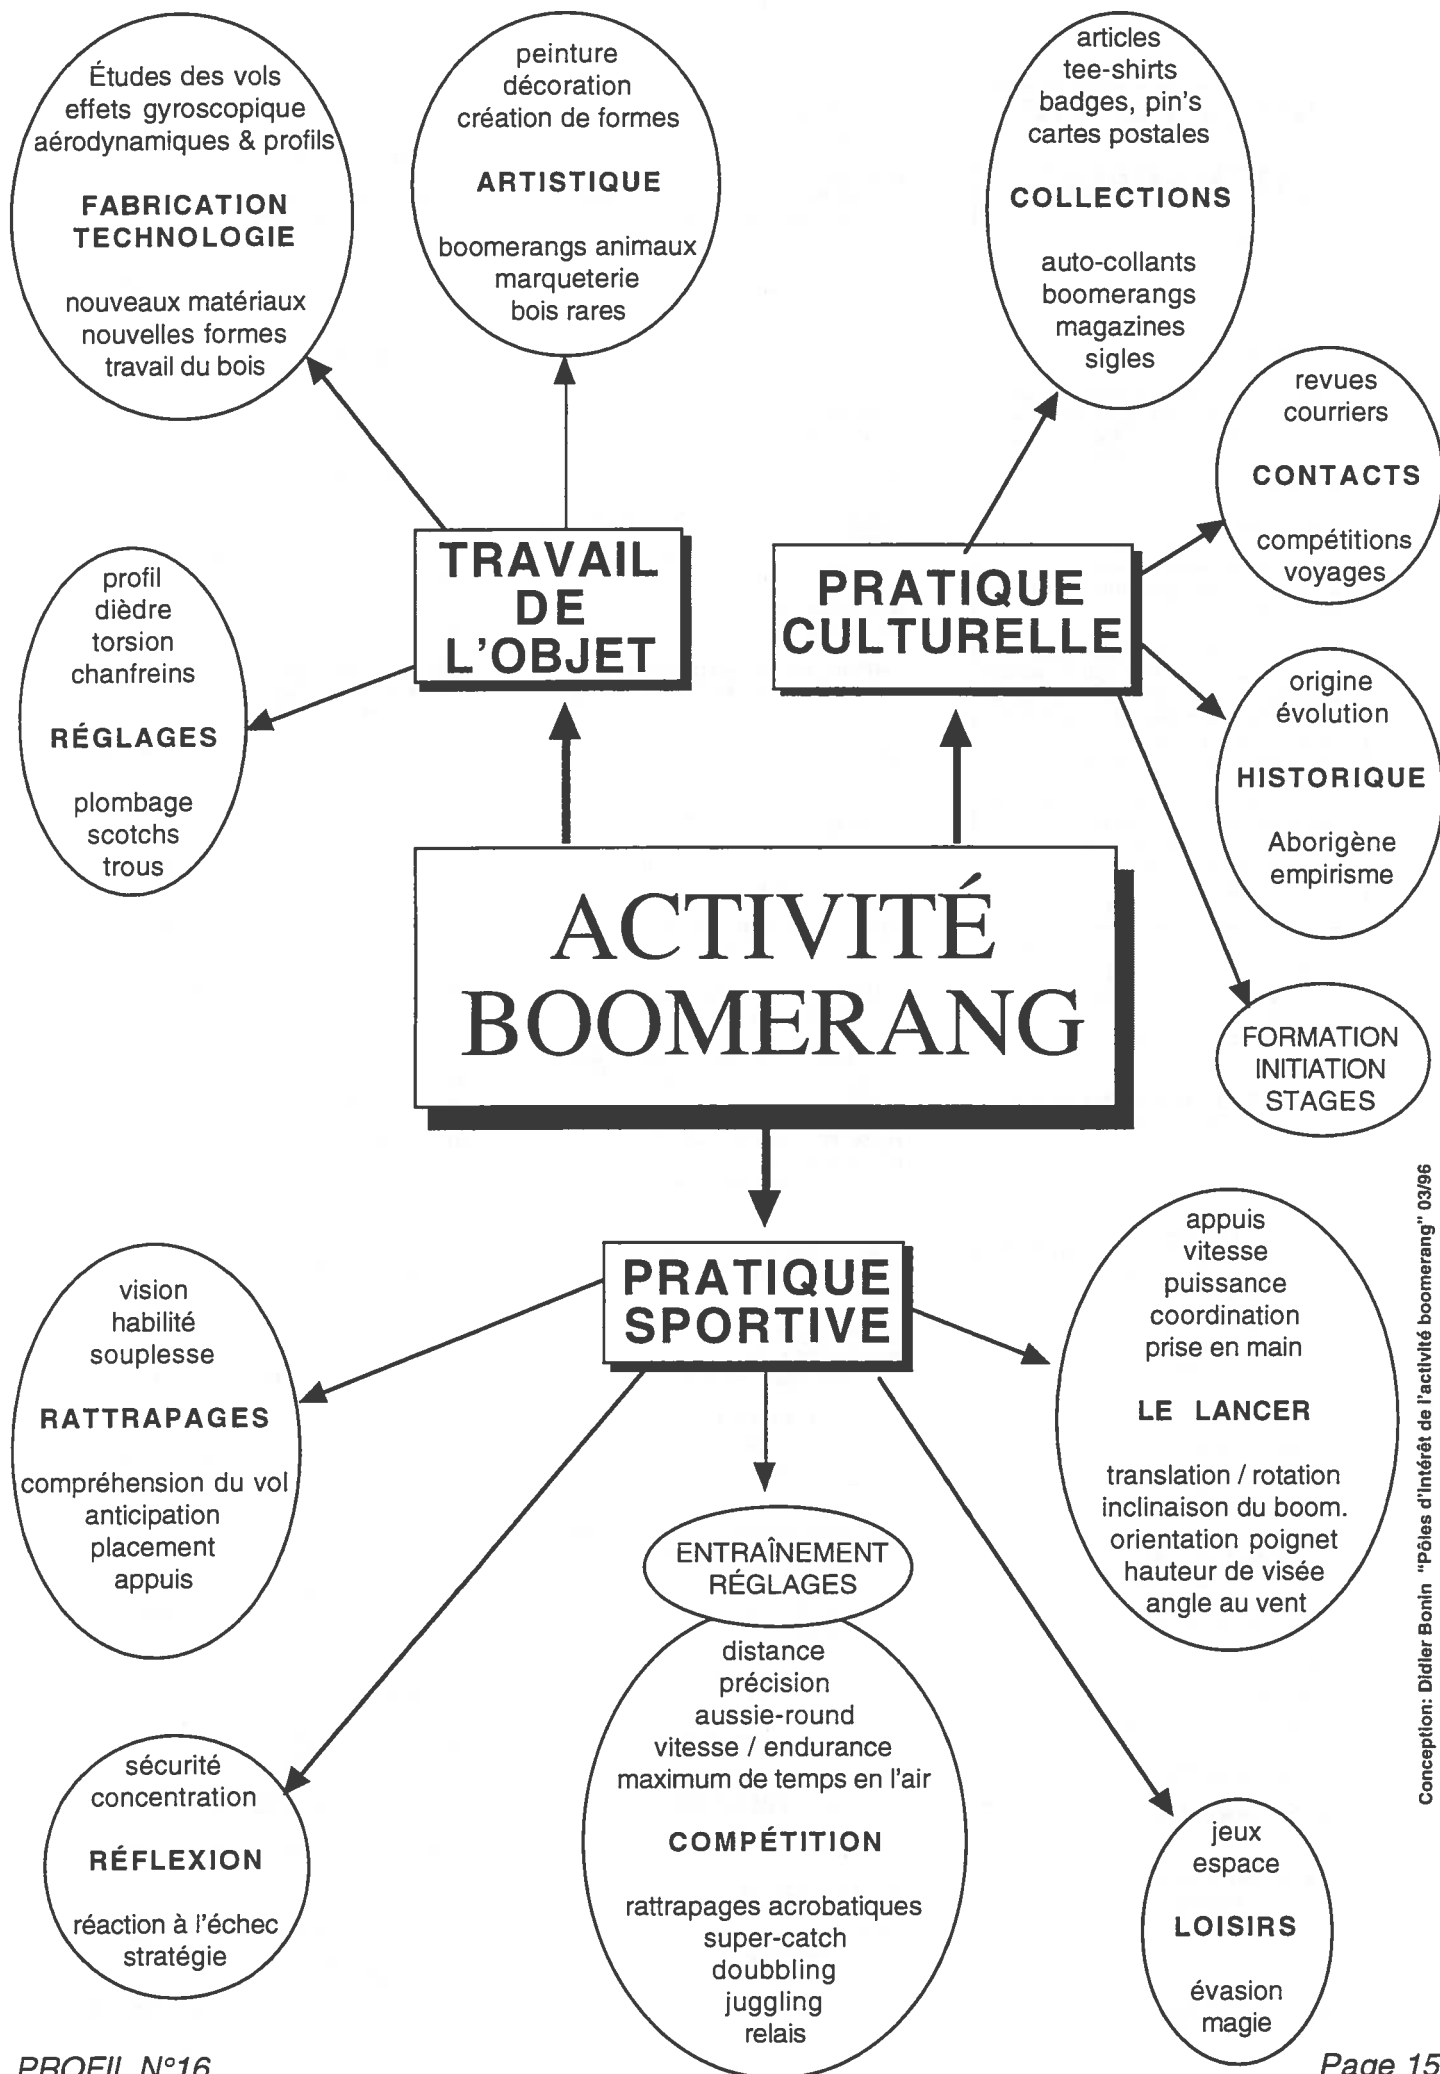 Études des vols
effets gyroscopique
aérodynamiques & profils
FABRICATION
TECHNOLOGIE
nouveaux matériaux
nouvelles formes
travail du bois
peinture
décoration
création de formes
ARTISTIQUE
boomerangs animaux
marqueterie
bois rares
articles
tee-shirts
badges, pin's
cartes postales
COLLECTIONS
auto-collants
boomerangs
magazines
sigles
revues
courriers
CONTACTS
compétitions
voyages
TRAVAIL
DE
L'OBJET
PRATIQUE
CULTURELLE
profil
dièdre
torsion
chanfreins
RÉGLAGES
plombage
scotchs
trous
origine
évolution
HISTORIQUE
Aborigène
empirisme
ACTIVITÉ
BOOMERANG
FORMATION
INITIATION
STAGES
PRATIQUE
SPORTIVE
vision
habilité
souplesse
RATTRAPAGES
compréhension du vol
anticipation
placement
appuis
appuis
vitesse
puissance
coordination
prise en main
LE LANCER
translation / rotation
inclinaison du boom.
orientation poignet
hauteur de visée
angle au vent
ENTRAÎNEMENT
RÉGLAGES
distance
précision
aussie-round
vitesse / endurance
maximum de temps en l'air
COMPÉTITION
rattrapages acrobatiques
super-catch
doubbling
juggling
relais
sécurité
concentration
RÉFLEXION
réaction à l'échec
stratégie
jeux
espace
LOISIRS
évasion
magie
Conception: Didier Bonin "Pôles d'Intérêt de l'activité boomerang" 03/96
PROFIL N°16
Page 15